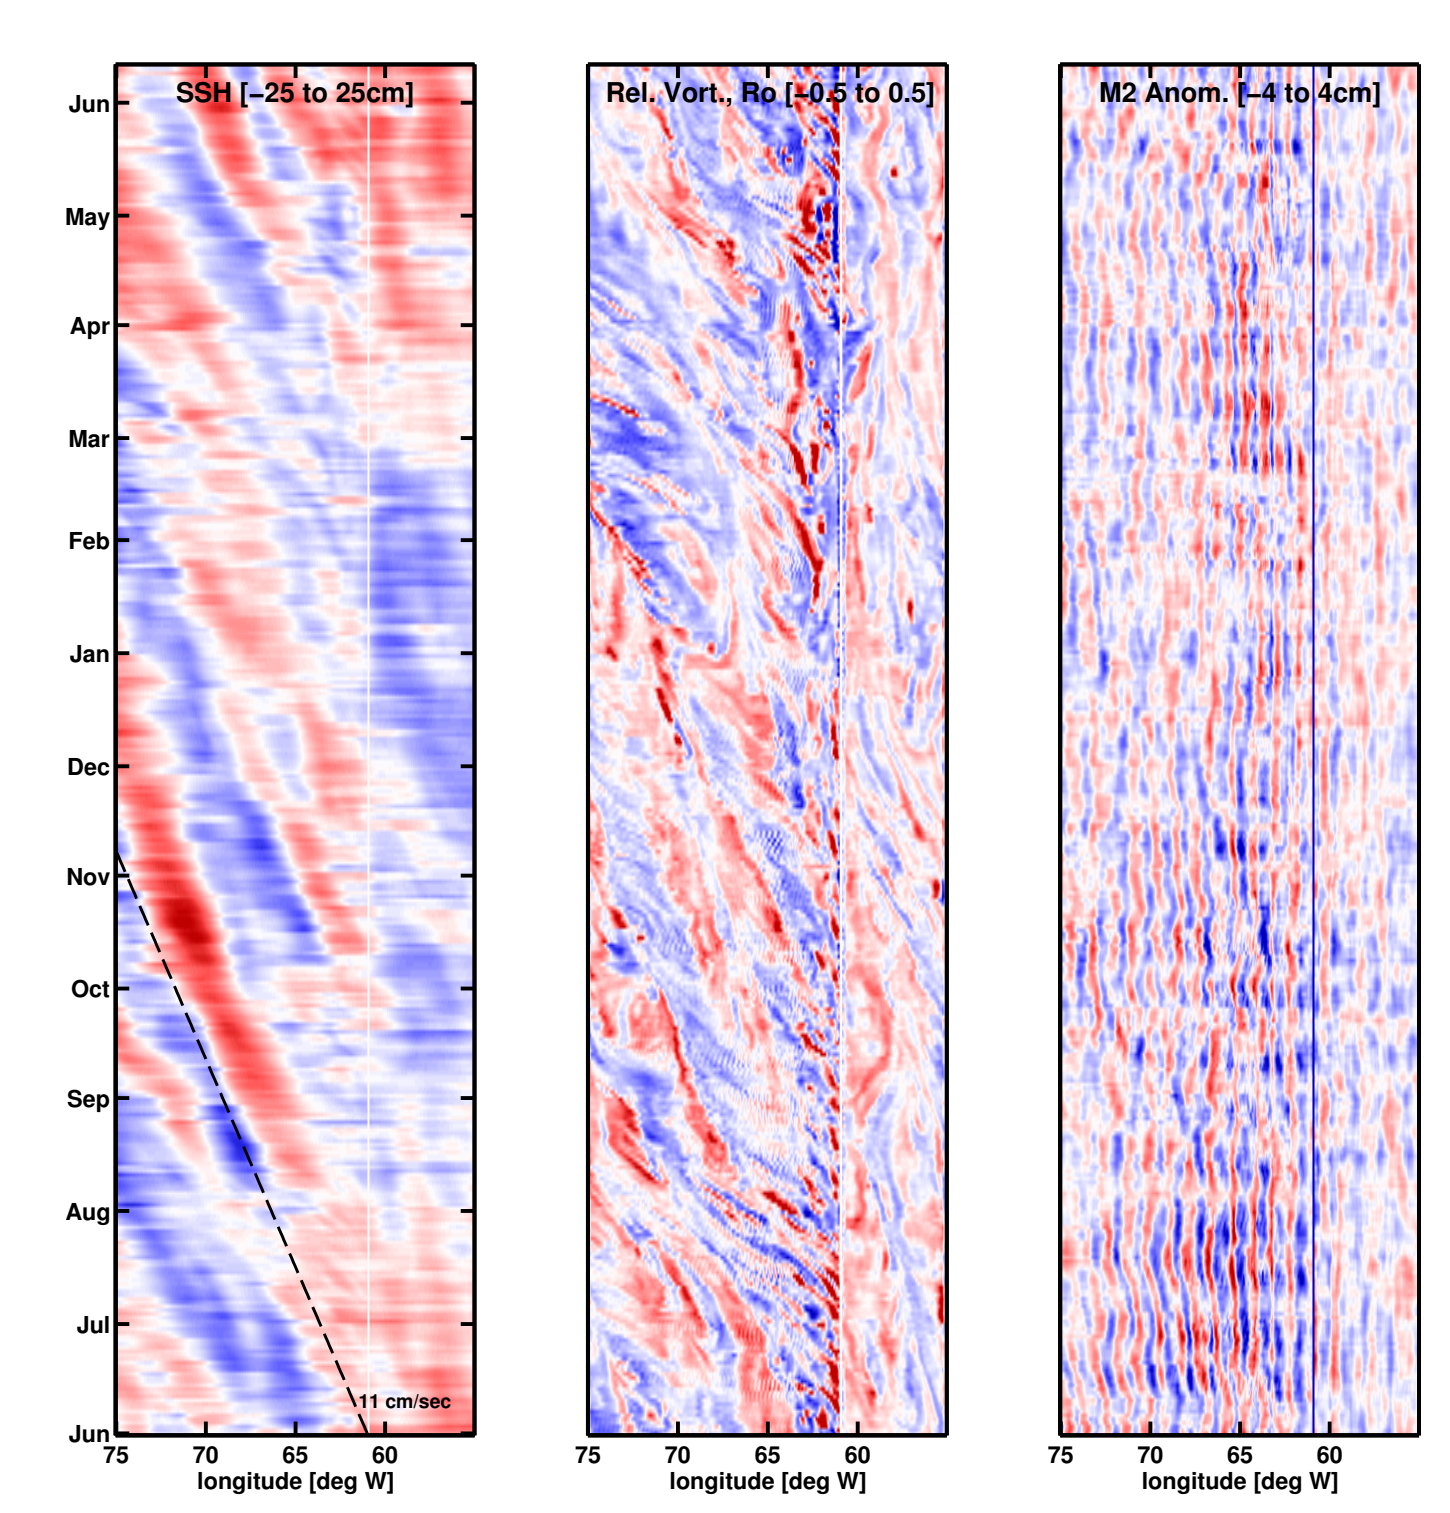 SSH [−25 to 25cm]
Rel. Vort., Ro [−0.5 to 0.5]
M2 Anom. [−4 to 4cm]
Jun
May
Apr
Mar
Feb
Jan
Dec
Nov
Oct
Sep
Aug
Jul
Jun
11 cm/sec
75 70 65 60
75 70 65 60
75 70 65 60
longitude [deg W]
longitude [deg W]
longitude [deg W]